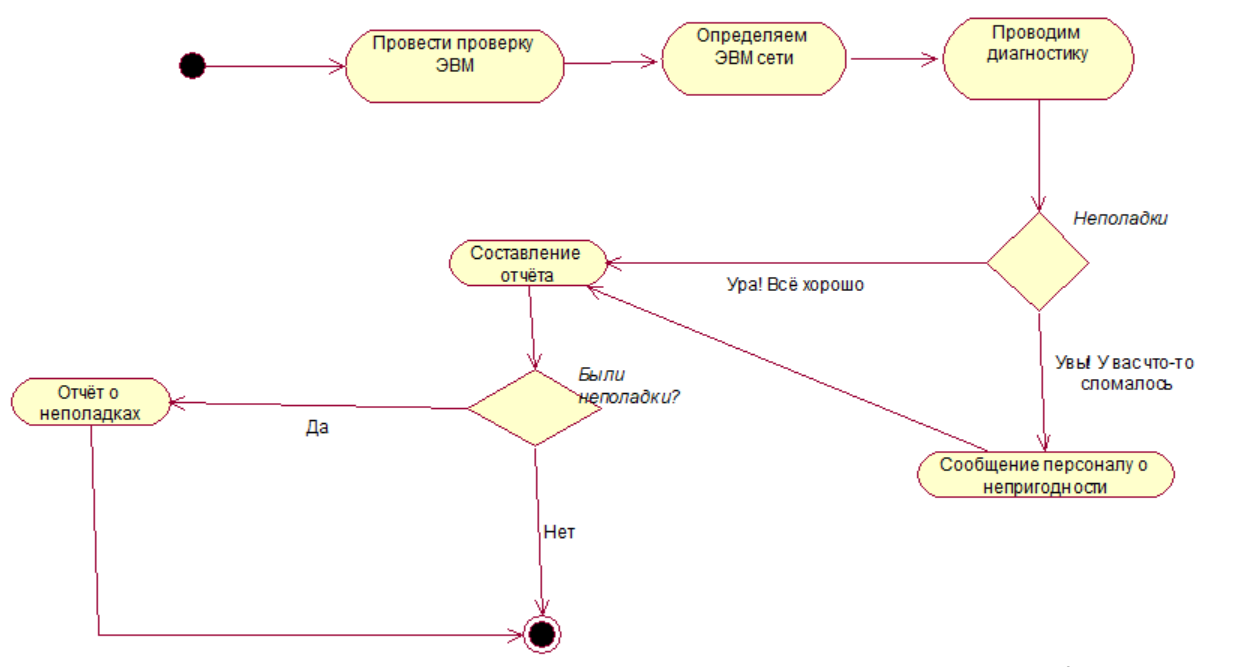 Провести проверку
ЭВМ
Определяем
ЭВМ сети
Проводим
диагностику
Неполадки
Ура! Всё хорошо
Увы! У вас что-то
сломалось
Сообщение персоналу о
непригодности
Составление
отчёта
Были
неполадки?
Да
Отчёт о
неполадках
Нет